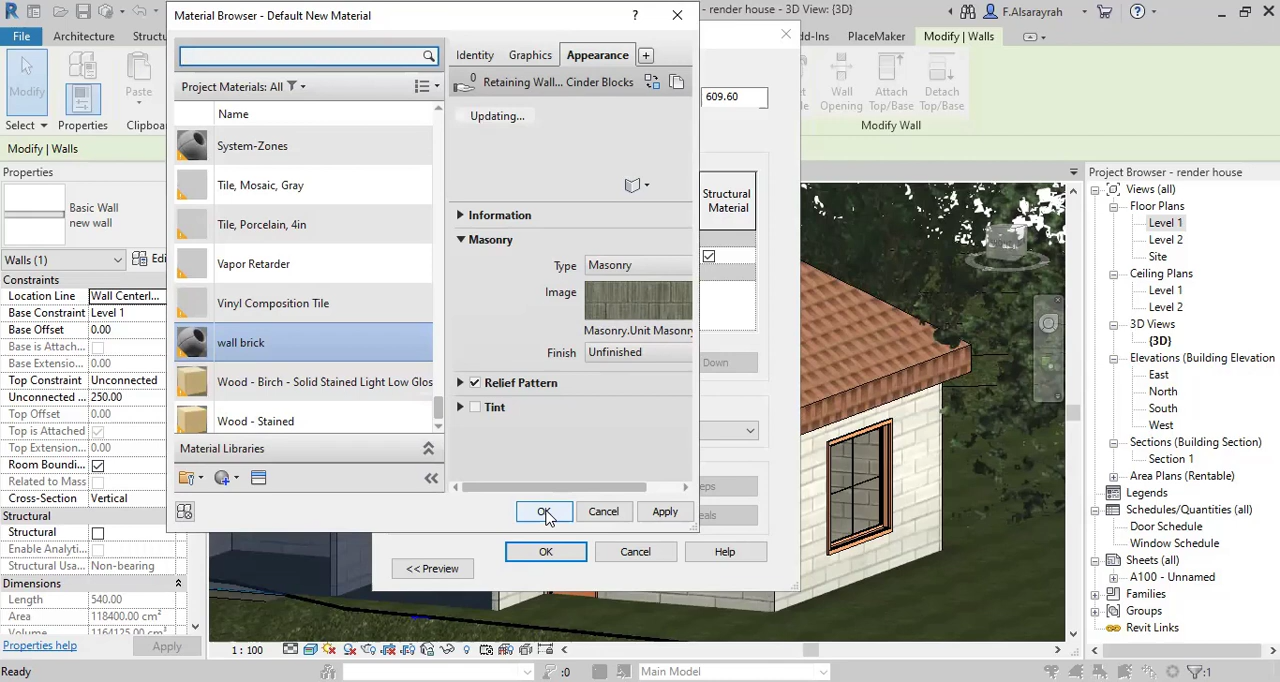 Material Browser - Default New Material
?
- render house - 3D View: {3D}
F.Alsarayrah
File
Architecture
Structu
Add-Ins
PlaceMaker
Modify | Walls
Modify
Paste
Select
Properties
Clipboa
Wall
Opening
Attach
Top/Base
Detach
Top/Base
Modify Wall
Modify | Walls
Properties
Basic Wall
new wall
Walls (1)
Edi
Constraints
Location Line
Wall Centerl...
Base Constraint
Level 1
Base Offset
0.00
Base is Attach...
Base Extension...
0.00
Top Constraint
Unconnected
Unconnected ...
250.00
Top Offset
0.00
Top is Attached
Top Extension...
0.00
Room Boundi...
Related to Mass
Cross-Section
Vertical
Structural
Structural
Enable Analyti...
Structural Usa...
Non-bearing
Dimensions
Length
540.00
Area
118400.00 cm²
Volume
1164125.00 cm³
Properties help
Apply
Project Materials: All
Name
System-Zones
Tile, Mosaic, Gray
Tile, Porcelain, 4in
Vapor Retarder
Vinyl Composition Tile
wall brick
Wood - Birch - Solid Stained Light Low Glos
Wood - Stained
Material Libraries
Identity
Graphics
Appearance
+
0
Retaining Wall... Cinder Blocks
Updating...
Information
Masonry
Type
Masonry
Image
Masonry.Unit Masonry
Finish
Unfinished
Relief Pattern
Tint
OK
Cancel
Apply
609.60
Structural
Material
Down
OK
Cancel
Help
<< Preview
Project Browser - render house
Views (all)
Floor Plans
Level 1
Level 2
Site
Ceiling Plans
Level 1
Level 2
3D Views
{3D}
Elevations (Building Elevation
East
North
South
West
Sections (Building Section)
Section 1
Area Plans (Rentable)
Legends
Schedules/Quantities (all)
Door Schedule
Window Schedule
Sheets (all)
A100 - Unnamed
Families
Groups
Revit Links
1 : 100
Ready
:0
Main Model
:1